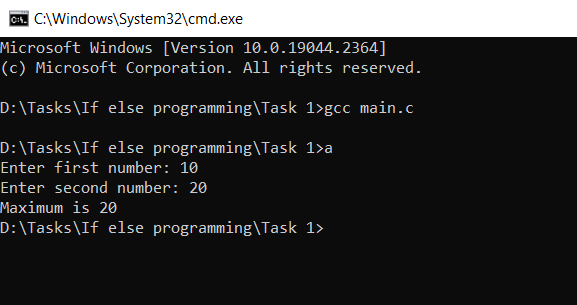 C:\Windows\System32\cmd.exe
Microsoft Windows [Version 10.0.19044.2364]
(c) Microsoft Corporation. All rights reserved.
D:\Tasks\If else programming\Task 1>gcc main.c
D:\Tasks\If else programming\Task 1>a
Enter first number: 10
Enter second number: 20
Maximum is 20
D:\Tasks\If else programming\Task 1>